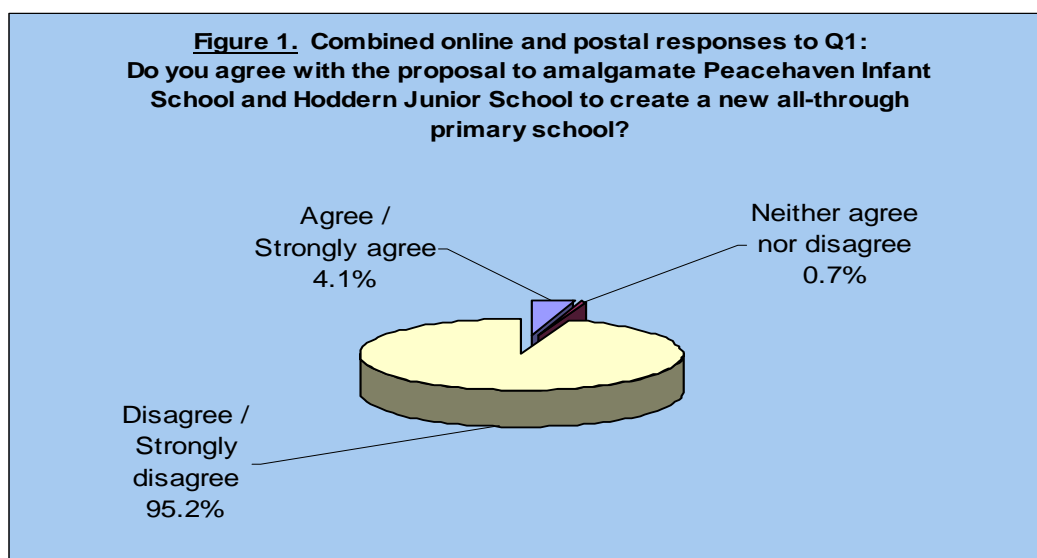 Figure 1. Combined online and postal responses to Q1:
Do you agree with the proposal to amalgamate Peacehaven Infant
School and Hoddern Junior School to create a new all-through
primary school?
Agree /
Strongly agree
4.1%
Neither agree
nor disagree
0.7%
Disagree /
Strongly
disagree
95.2%